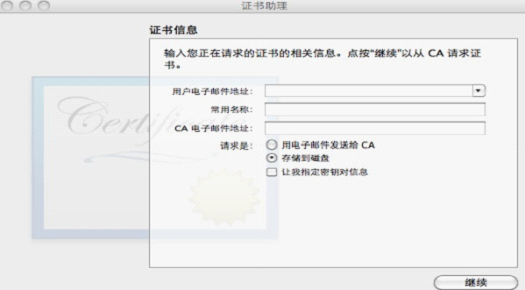 证书助理
证书信息
输入您正在请求的证书的相关信息。点按“继续”以从 CA 请求证
书。
用户电子邮件地址:
常用名称:
CA 电子邮件地址:
请求是: 用电子邮件发送给 CA
存储到磁盘
让我指定密钥对信息
继续